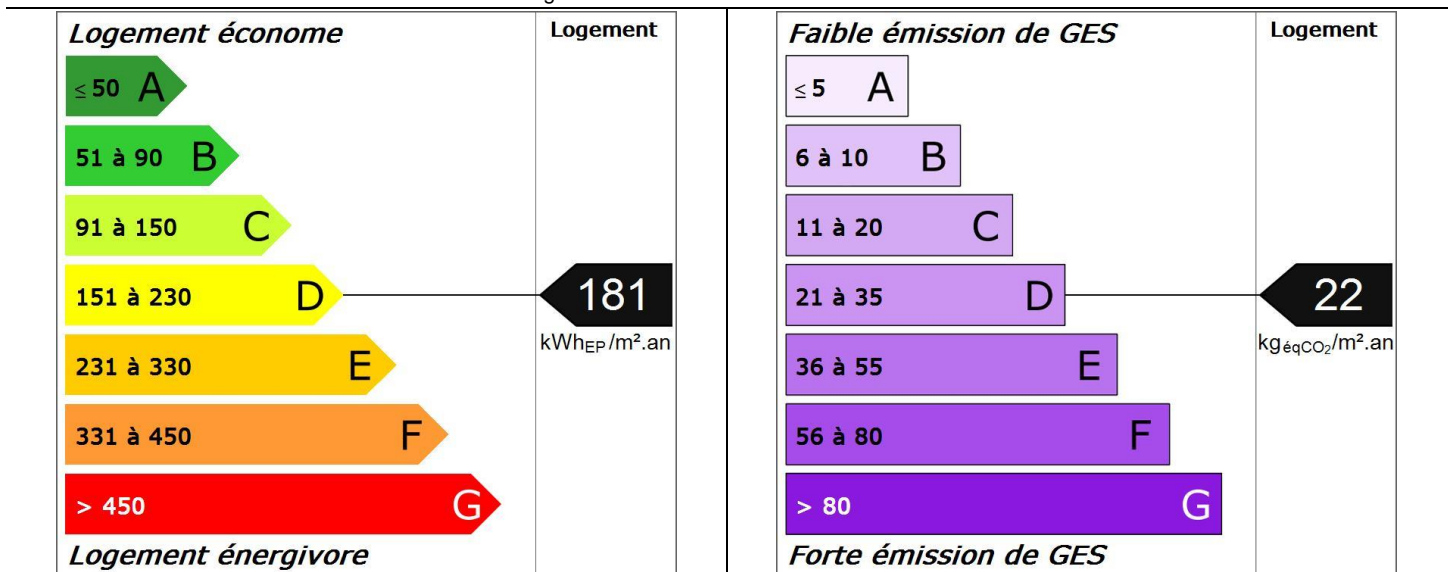 Logement économe
Logement
≤ 50 A
51 à 90 B
91 à 150 C
151 à 230 D
181
kWhEP/m².an
231 à 330 E
331 à 450 F
> 450 G
Logement énergivore
Faible émission de GES
Logement
≤ 5 A
6 à 10 B
11 à 20 C
21 à 35 D
22
kgéqCO2/m².an
36 à 55 E
56 à 80 F
> 80 G
Forte émission de GES